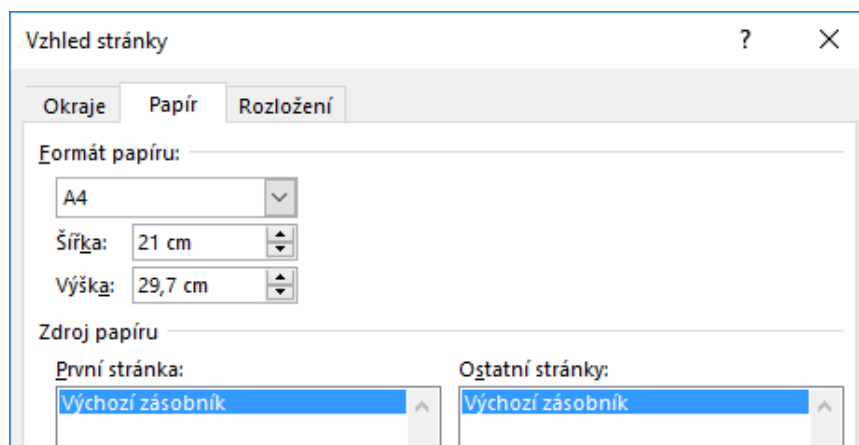 Vzhled stránky ?
Okraje Papír Rozložení
Formát papíru:
A4
Šířka: 21 cm
Výška: 29,7 cm
Zdroj papíru
První stránka: Ostatní stránky:
Výchozí zásobník Výchozí zásobník